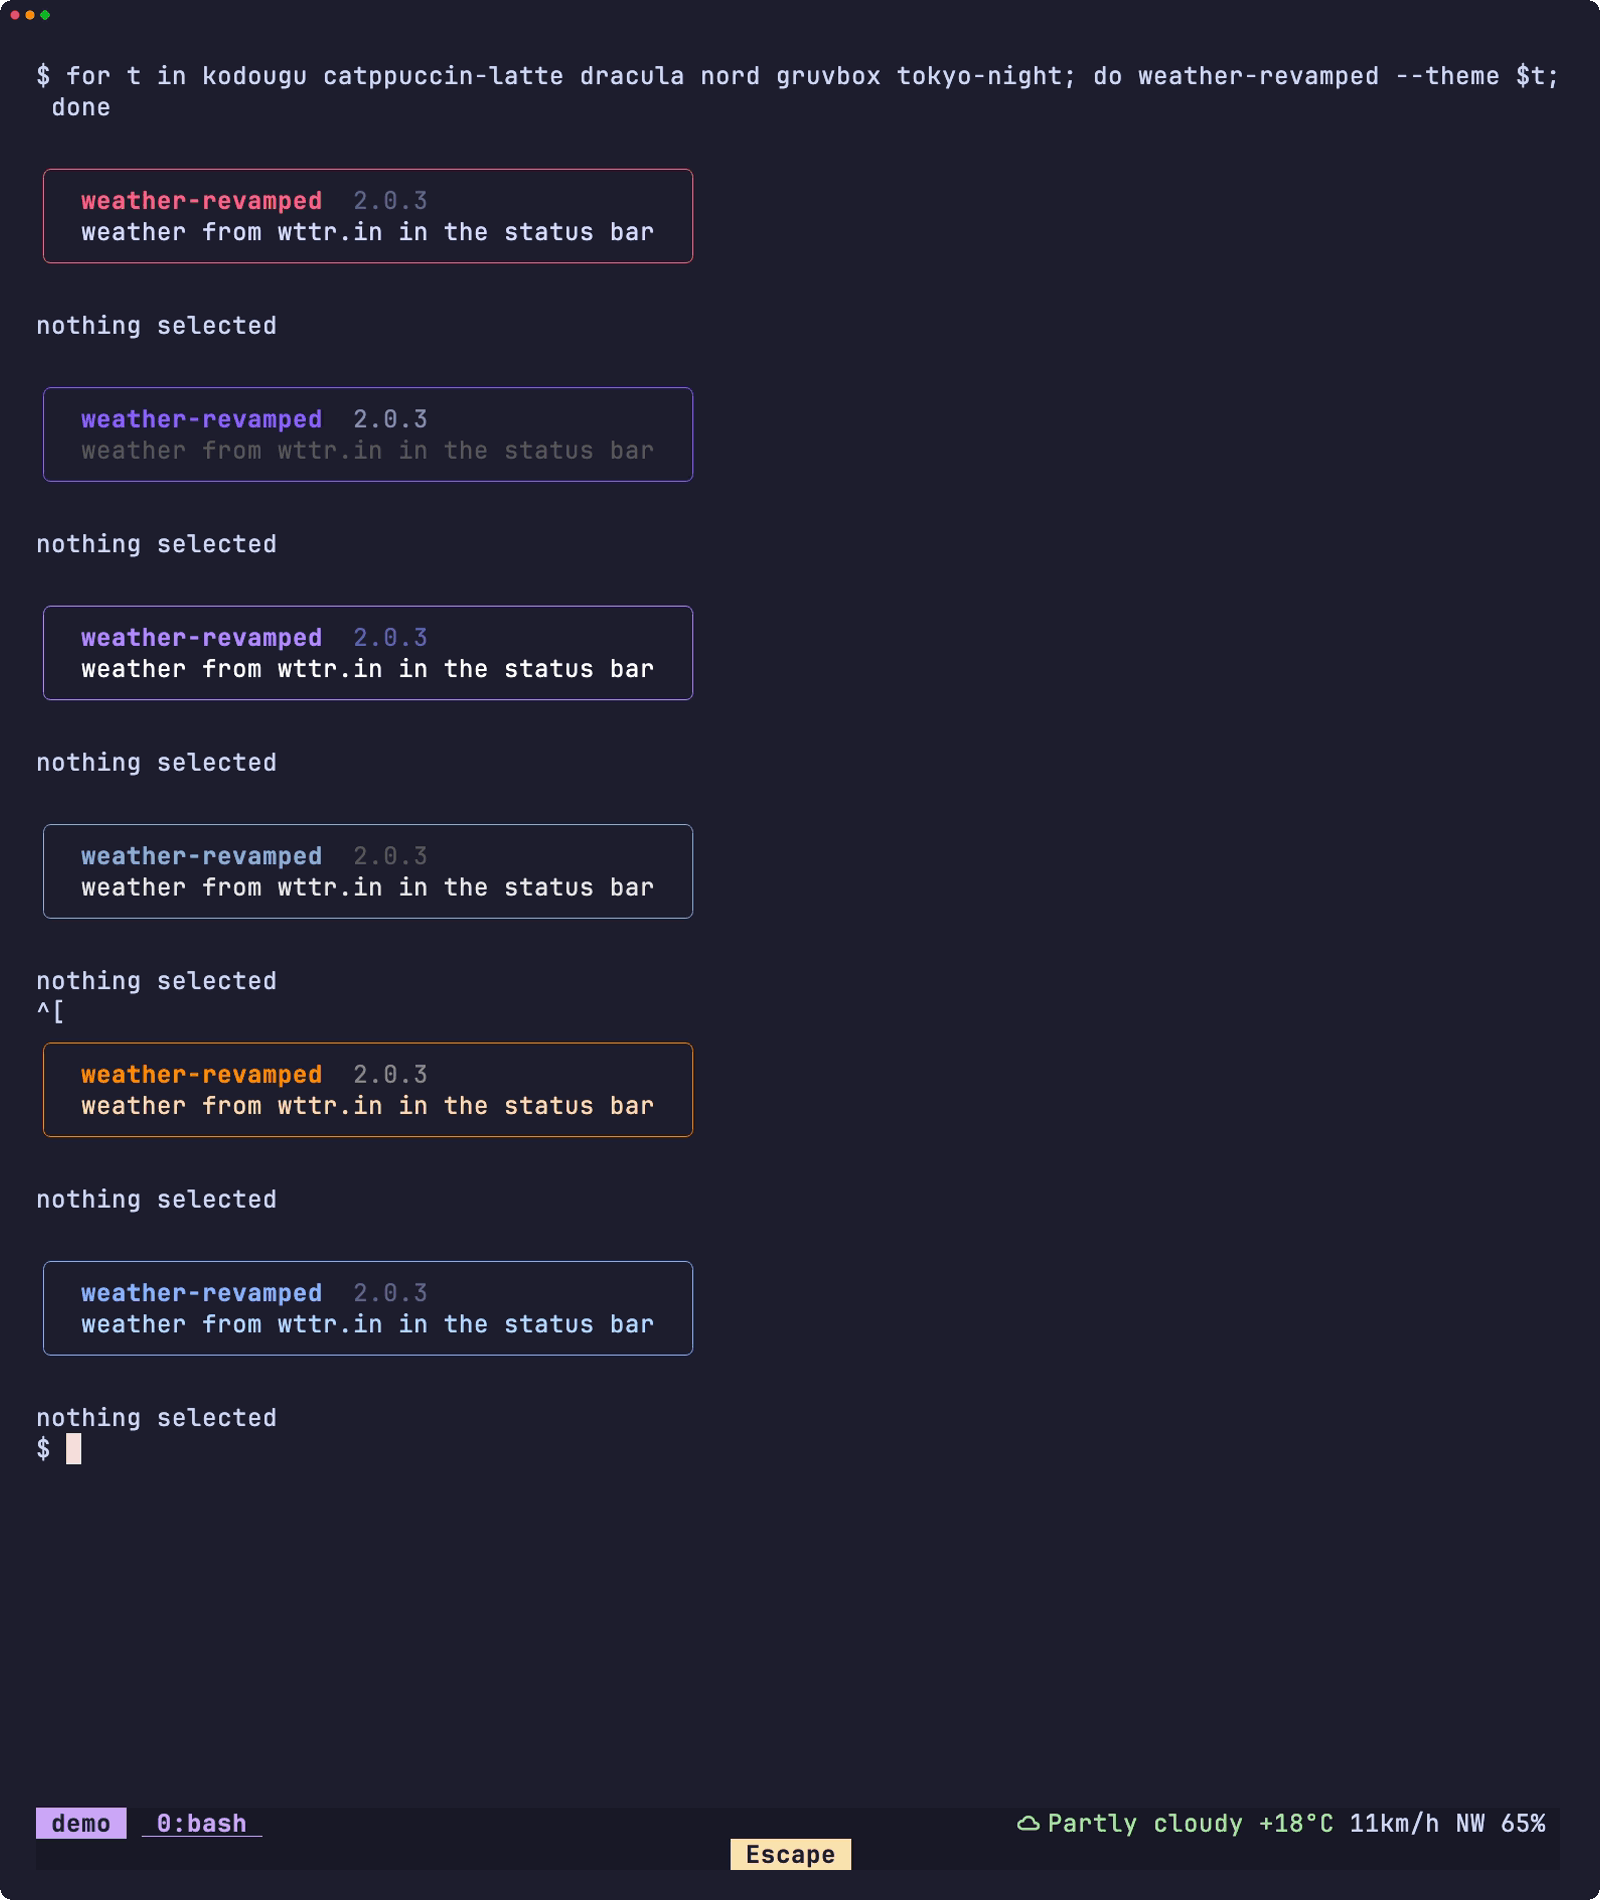 $ for t in kodougu catppuccin-latte dracula nord gruvbox tokyo-night; do weather-revamped --theme $t;
 done
weather-revamped  2.0.3
weather from wttr.in in the status bar
nothing selected
weather-revamped  2.0.3
weather from wttr.in in the status bar
nothing selected
weather-revamped  2.0.3
weather from wttr.in in the status bar
nothing selected
weather-revamped  2.0.3
weather from wttr.in in the status bar
nothing selected
^[
weather-revamped  2.0.3
weather from wttr.in in the status bar
nothing selected
weather-revamped  2.0.3
weather from wttr.in in the status bar
nothing selected
$
demo  0:bash  Partly cloudy +18°C 11km/h NW 65%
Escape